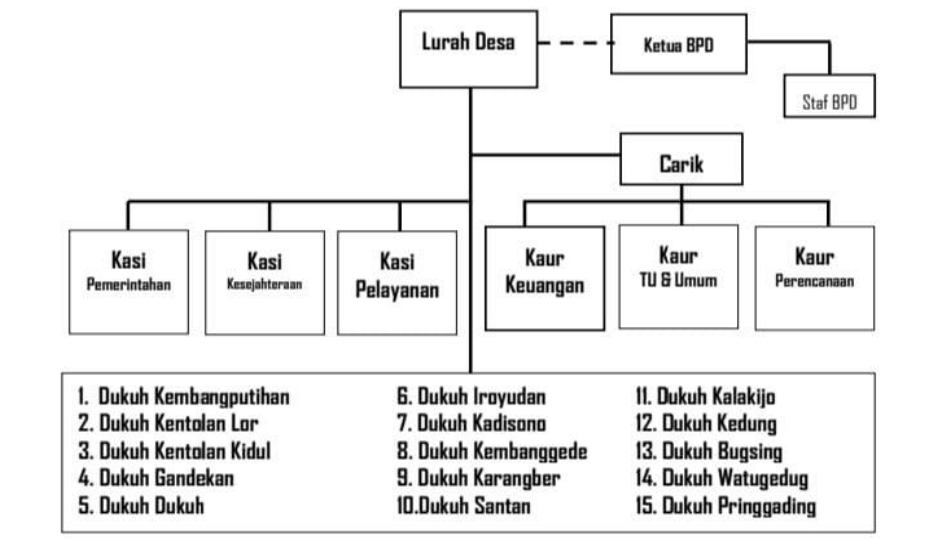 Lurah Desa
Ketua BPD
Staf BPD
Carik
Kasi
Pemerintahan
Kasi
Kesejahteraan
Kasi
Pelayanan
Kaur
Keuangan
Kaur
TU & Umum
Kaur
Perencanaan
1. Dukuh Kembangputihan
2. Dukuh Kentolan Lor
3. Dukuh Kentolan Kidul
4. Dukuh Gandekan
5. Dukuh Dukuh
6. Dukuh Iroyudan
7. Dukuh Kadisono
8. Dukuh Kembanggede
9. Dukuh Karangber
10.Dukuh Santan
11. Dukuh Kalakijo
12. Dukuh Kedung
13. Dukuh Bugsing
14. Dukuh Watugedug
15. Dukuh Pringgading